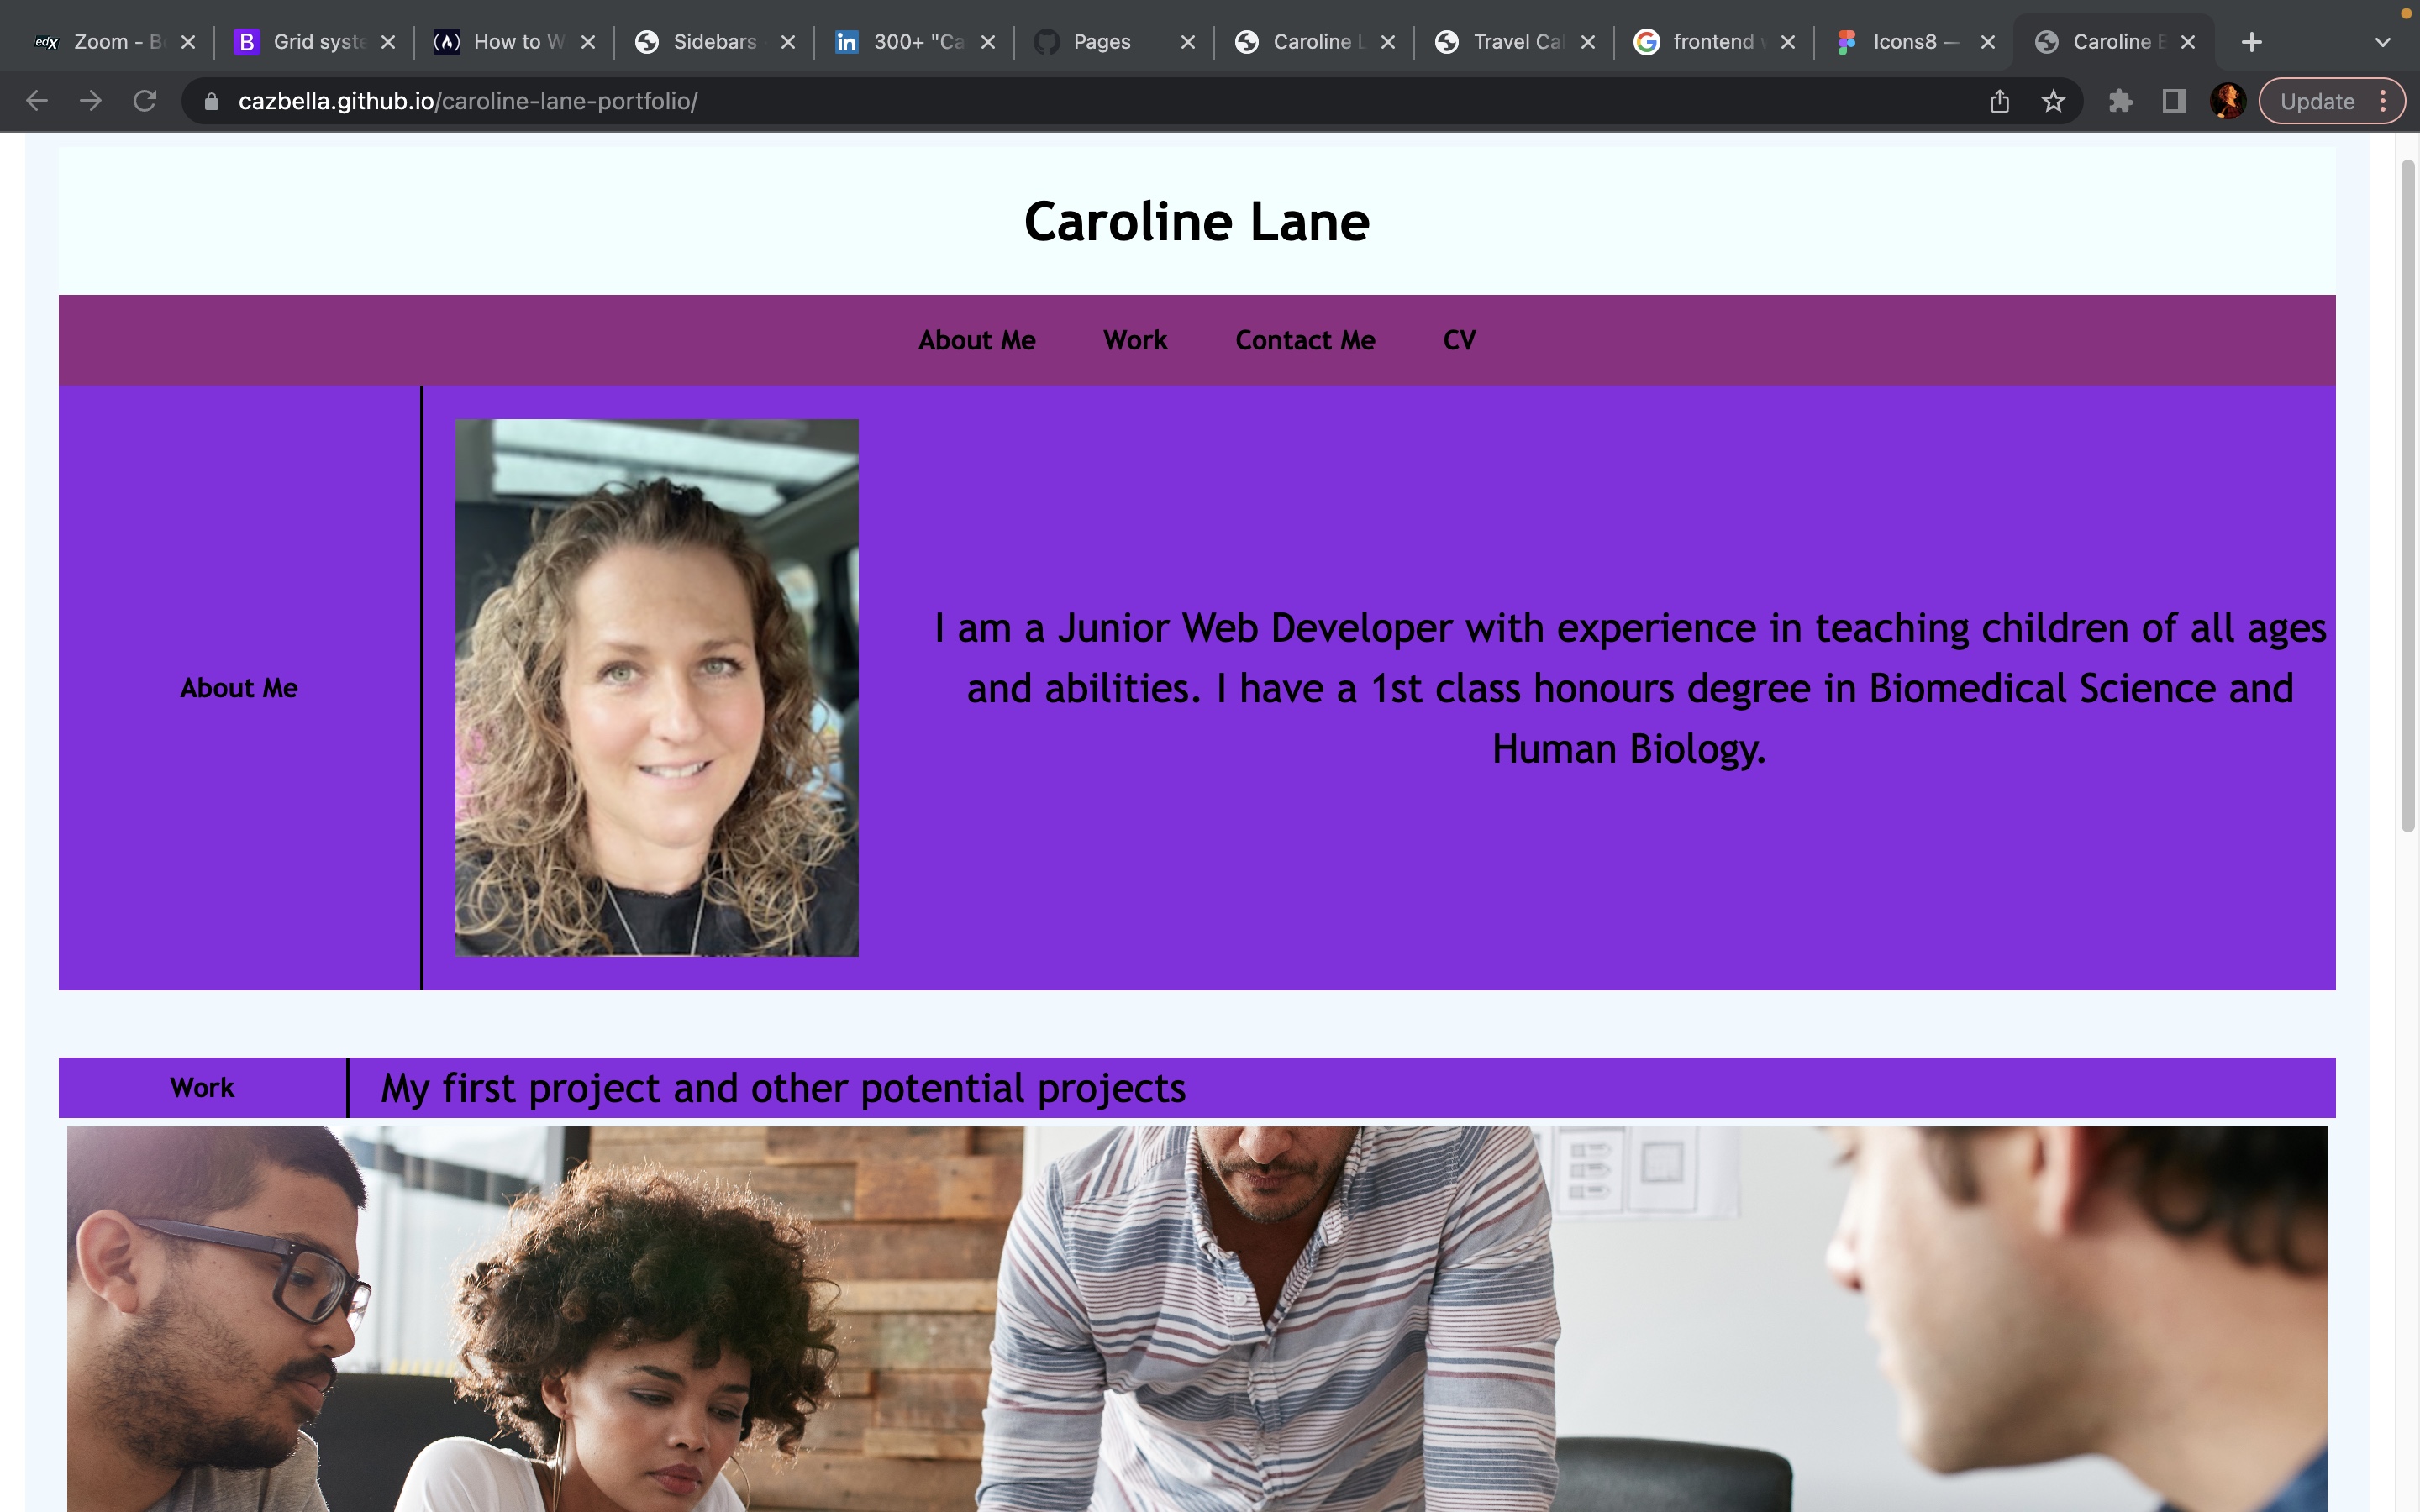 edX Zoom - Bo
B Grid syste
How to W
Sidebars
in 300+ "Ca
Pages
Caroline L
Travel Cal
G frontend
Icons8 —
Caroline
cazbella.github.io/caroline-lane-portfolio/
Update
Caroline Lane
About Me Work Contact Me CV
About Me
I am a Junior Web Developer with experience in teaching children of all ages
and abilities. I have a 1st class honours degree in Biomedical Science and
Human Biology.
Work
My first project and other potential projects